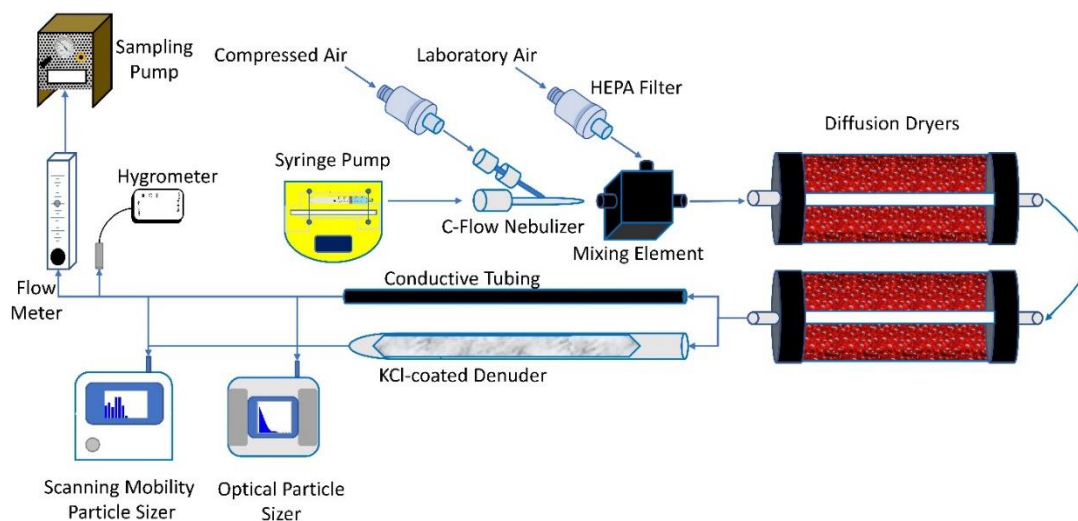 Sampling
Pump
Compressed Air
Laboratory Air
HEPA Filter
Diffusion Dryers
Syringe Pump
Hygrometer
C-Flow Nebulizer
Mixing Element
Flow
Meter
Conductive Tubing
KCl-coated Denuder
Scanning Mobility
Particle Sizer
Optical Particle
Sizer